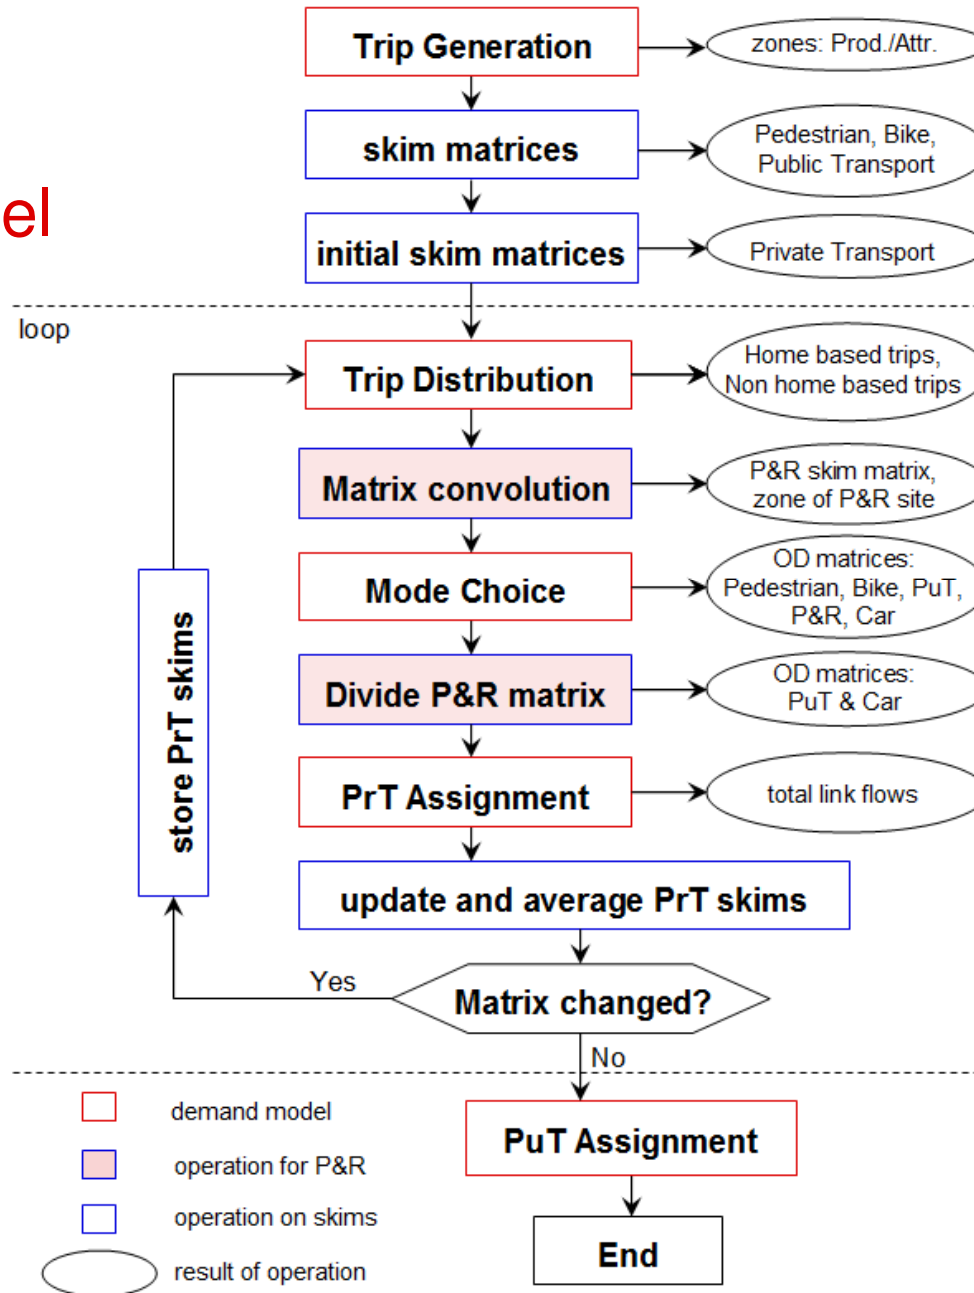 Trip Generation
zones: Prod./Attr.
skim matrices
Pedestrian, Bike,
Public Transport
el
initial skim matrices
Private Transport
loop
Trip Distribution
Home based trips,
Non home based trips
Matrix convolution
P&R skim matrix,
zone of P&R site
Mode Choice
OD matrices:
Pedestrian, Bike, PuT,
P&R, Car
store PrT skims
Divide P&R matrix
OD matrices:
PuT & Car
PrT Assignment
total link flows
update and average PrT skims
Yes
Matrix changed?
No
demand model
PuT Assignment
operation for P&R
operation on skims
End
result of operation